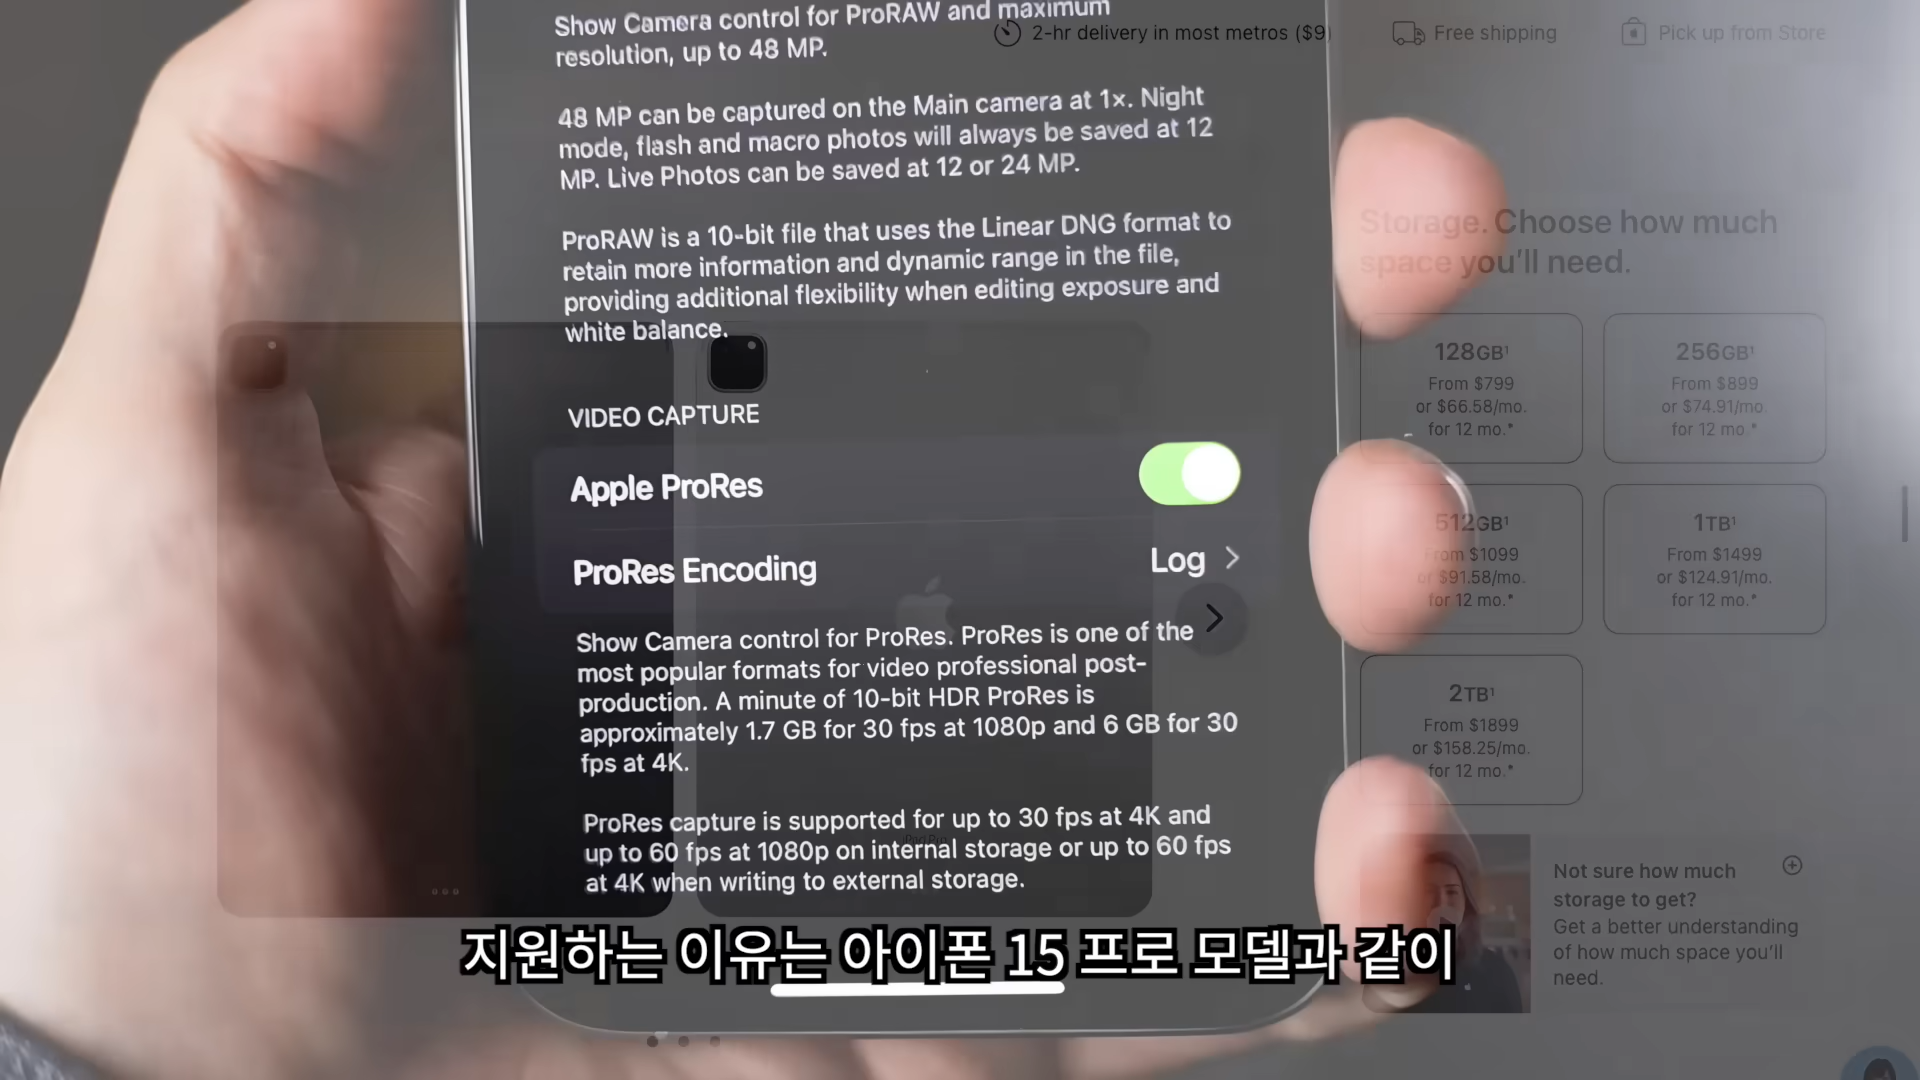 Show Camera control for ProRAW and maximum
resolution, up to 48 MP.
48 MP can be captured on the Main camera at 1×. Night
mode, flash and macro photos will always be saved at 12
MP. Live Photos can be saved at 12 or 24 MP.
ProRAW is a 10-bit file that uses the Linear DNG format to
retain more information and dynamic range in the file,
providing additional flexibility when editing exposure and
white balance.
VIDEO CAPTURE
Apple ProRes
ProRes Encoding
Log
Show Camera control for ProRes. ProRes is one of the
most popular formats for video professional post-
production. A minute of 10-bit HDR ProRes is
approximately 1.7 GB for 30 fps at 1080p and 6 GB for 30
fps at 4K.
ProRes capture is supported for up to 30 fps at 4K and
up to 60 fps at 1080p on internal storage or up to 60 fps
at 4K when writing to external storage.
2-hr delivery in most metros ($9)
Free shipping
Pick up from Store
Storage. Choose how much
space you'll need.
128GB¹
From $799
or $66.58/mo.
for 12 mo.*
256GB¹
From $899
or $74.91/mo.
for 12 mo.*
512GB¹
From $1099
or $91.58/mo.
for 12 mo.*
1TB¹
From $1499
or $124.91/mo.
for 12 mo.*
2TB¹
From $1899
or $158.25/mo.
for 12 mo.*
Not sure how much
storage to get?
Get a better understanding
of how much space you'll
need.
지원하는 이유는 아이폰 15 프로 모델과 같이